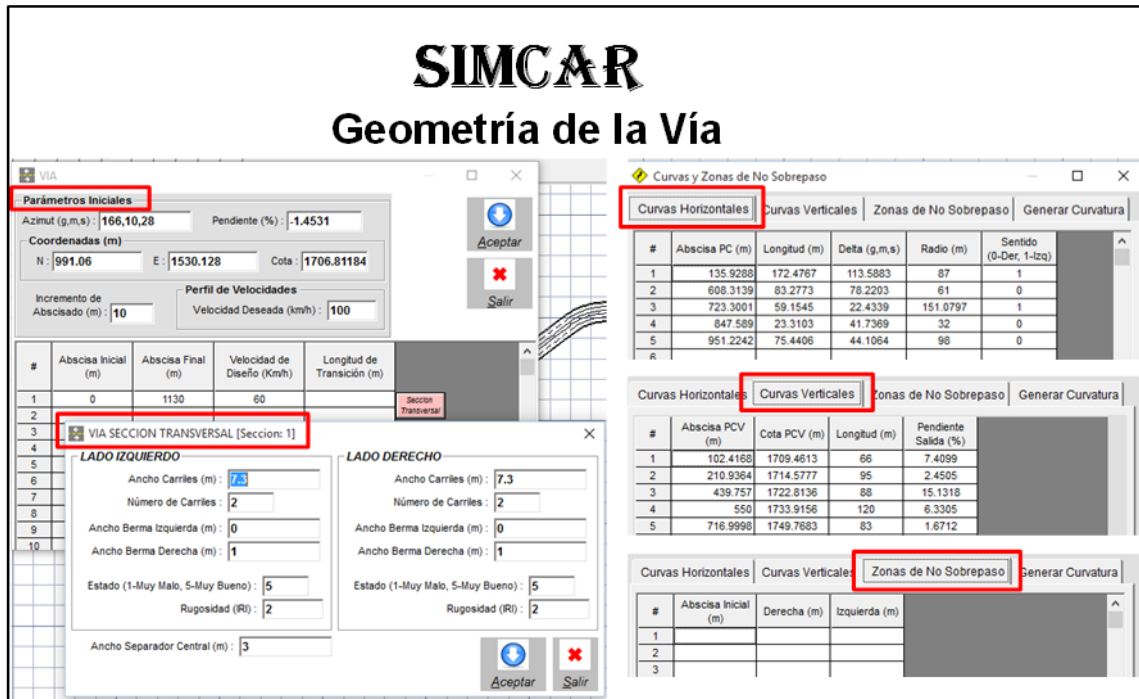 SIMCAR
Geometría de la Vía
VIA
Parámetros Iniciales
Azimut (g,m,s) : 166,10,28 Pendiente (%) : -1.4531
Coordenadas (m)
N : 991.06 E : 1530.128 Cota : 1706.81184
Incremento de Abscisado (m) : 10
Perfil de Velocidades
Velocidad Deseada (km/h) : 100
Aceptar
Salir
# Abscisa Inicial (m) Abscisa Final (m) Velocidad de Diseño (Km/h) Longitud de Transición (m)
1 0 1130 60 Seccion Transversal
2
3
4
5
6
7
8
9
10
VIA SECCION TRANSVERSAL [Seccion: 1]
LADO IZQUIERDO
Ancho Carriles (m) : 7.3
Número de Carriles : 2
Ancho Berma Izquierda (m) : 0
Ancho Berma Derecha (m) : 1
Estado (1-Muy Malo, 5-Muy Bueno) : 5
Rugosidad (IRI) : 2
LADO DERECHO
Ancho Carriles (m) : 7.3
Número de Carriles : 2
Ancho Berma Izquierda (m) : 0
Ancho Berma Derecha (m) : 1
Estado (1-Muy Malo, 5-Muy Bueno) : 5
Rugosidad (IRI) : 2
Ancho Separador Central (m) : 3
Aceptar
Salir
Curvas y Zonas de No Sobrepaso
Curvas Horizontales Curvas Verticales Zonas de No Sobrepaso Generar Curvatura
# Abscisa PC (m) Longitud (m) Delta (g,m,s) Radio (m) Sentido (0-Der, 1-Izq)
1 135.9288 172.4767 113.5883 87 1
2 608.3139 83.2773 78.2203 61 0
3 723.3001 59.1545 22.4339 151.0797 1
4 847.589 23.3103 41.7369 32 0
5 951.2242 75.4406 44.1064 98 0
6
Curvas Horizontales Curvas Verticales Zonas de No Sobrepaso Generar Curvatura
# Abscisa PCV (m) Cota PCV (m) Longitud (m) Pendiente Salida (%)
1 102.4168 1709.4613 66 7.4099
2 210.9364 1714.5777 95 2.4505
3 439.757 1722.8136 88 15.1318
4 550 1733.9156 120 6.3305
5 716.9998 1749.7683 83 1.6712
Curvas Horizontales Curvas Verticales Zonas de No Sobrepaso Generar Curvatura
# Abscisa Inicial (m) Derecha (m) Izquierda (m)
1
2
3